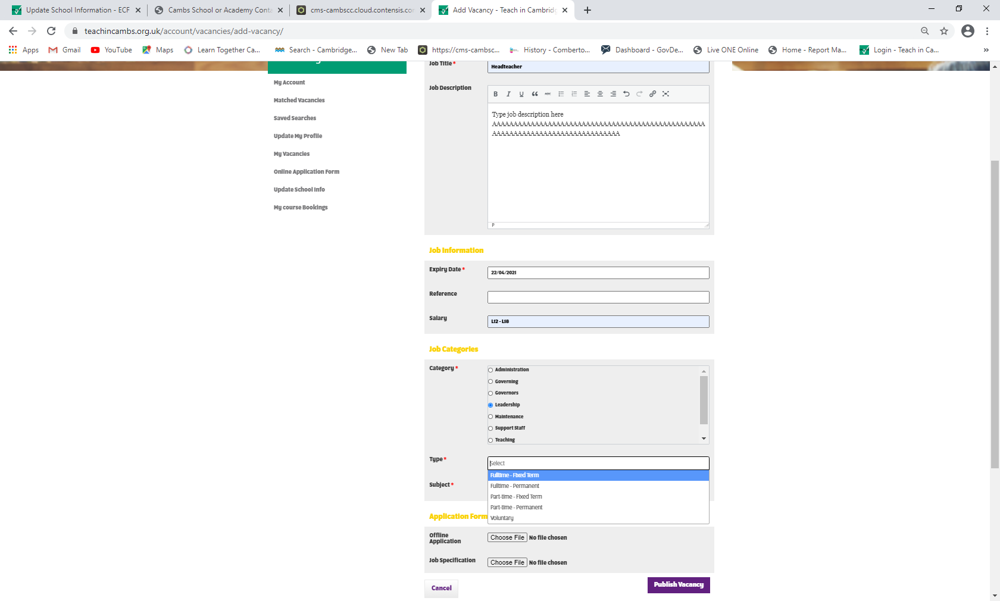 Update School Information - ECF
Cambs School or Academy Conta
cms-cambscc.cloud.contensis.cor
Add Vacancy - Teach in Cambridg
teachincambs.org.uk/account/vacancies/add-vacancy/
Apps
Gmail
YouTube
Maps
Learn Together Ca...
Search - Cambridge...
New Tab
https://cms-cambsc...
History - Comberto...
Dashboard - GovDe...
Live ONE Online
Home - Report Ma...
Login - Teach in Ca...
»
My Account
Matched Vacancies
Saved Searches
Update My Profile
My Vacancies
Online Application Form
Update School Info
My course Bookings
Job Title *
Headteacher
Job Description
B I U ABC
Type job description here
P
Job Information
Expiry Date *
22/04/2021
Reference
Salary
L12 - L18
Job Categories
Category *
Administration
Governing
Governors
Leadership
Maintenance
Support Staff
Teaching
Type *
Select
Fulltime - Fixed Term
Fulltime - Permanent
Part-time - Fixed Term
Part-time - Permanent
Voluntary
Subject *
Application Form
Offline
Application
Choose File No file chosen
Job Specification
Choose File No file chosen
Cancel
Publish Vacancy